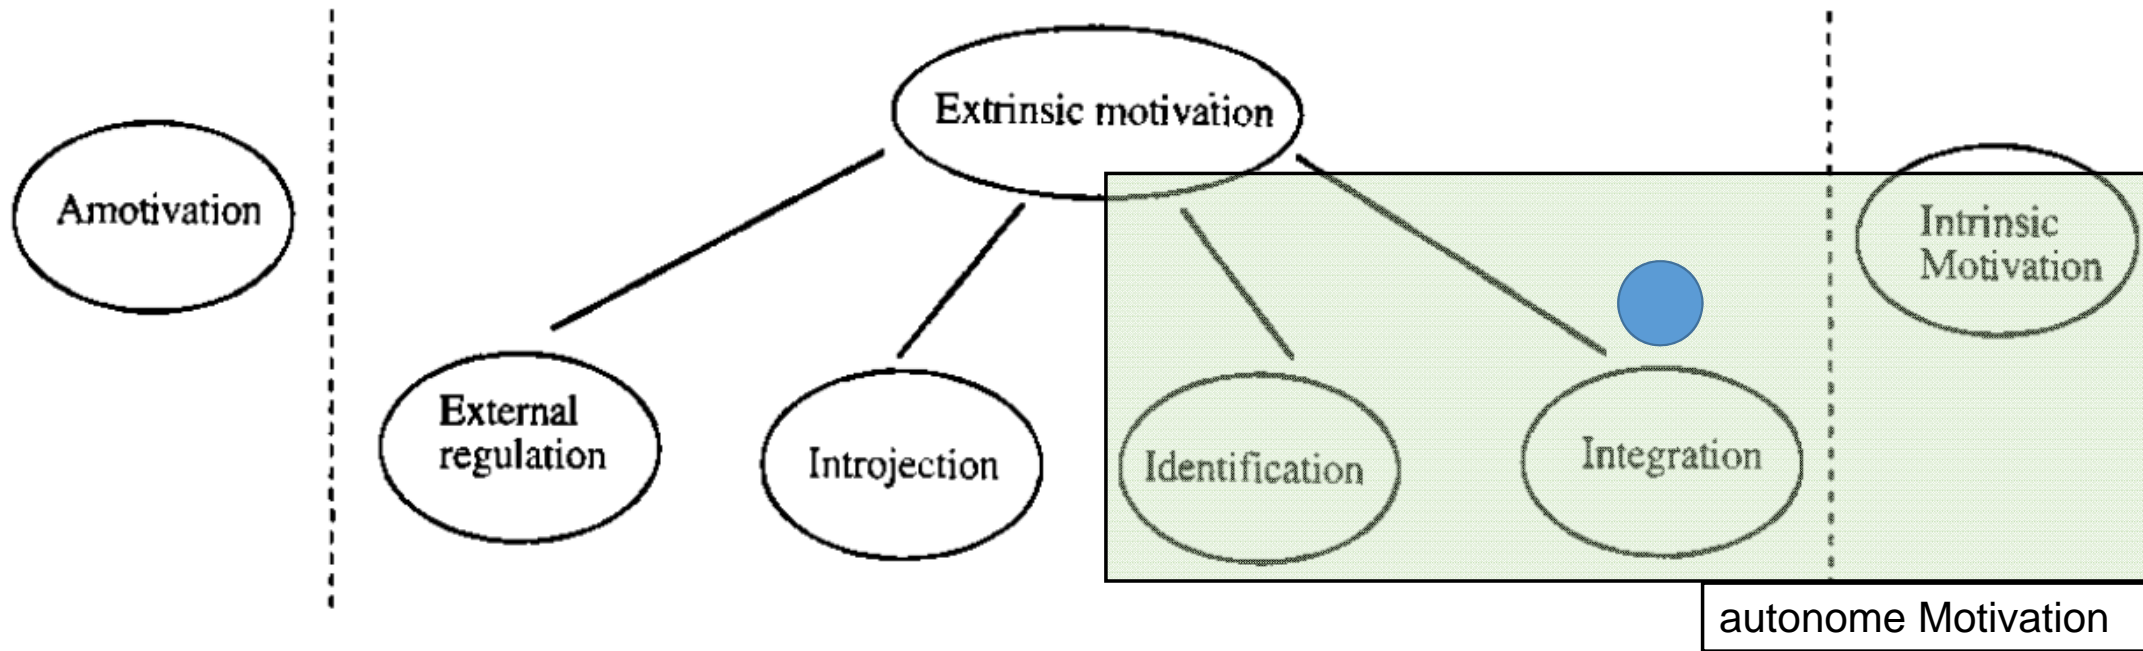 Extrinsic motivation
Amotivation
Intrinsic
Motivation
External
regulation
Introjection
Identification
Integration
autonome Motivation